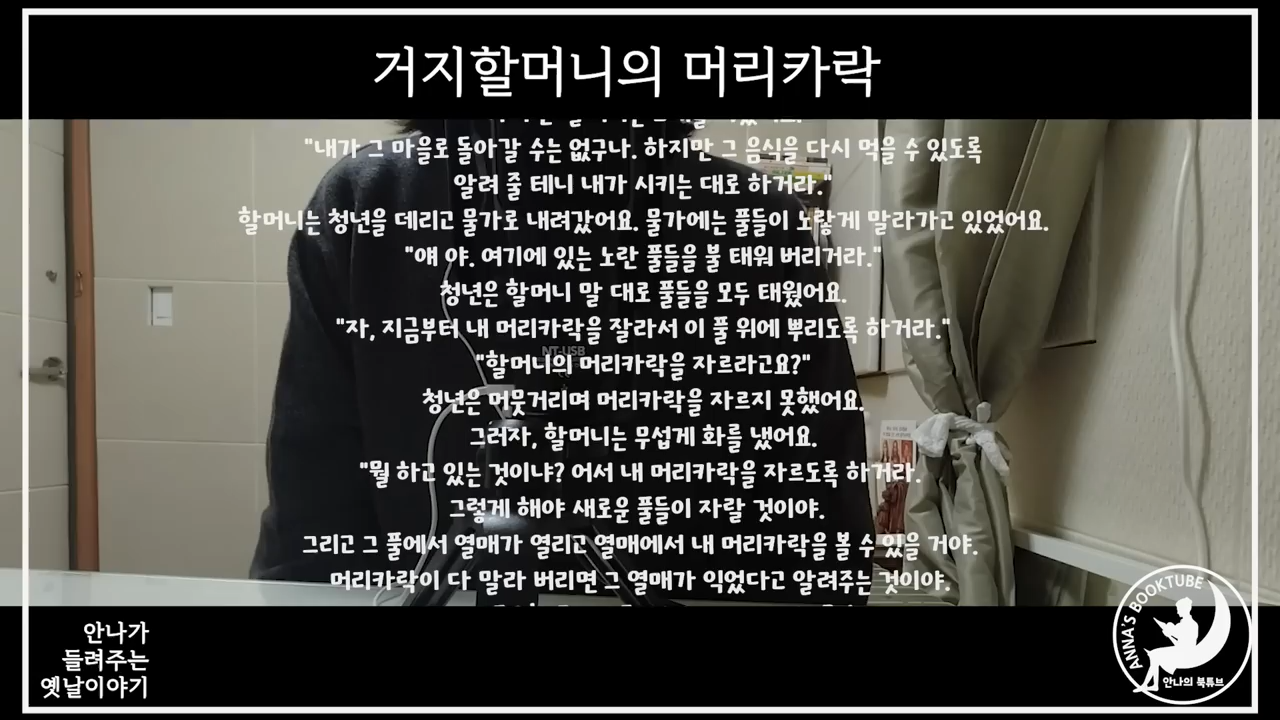 거지할머니의 머리카락
"내가 그 마을로 돌아갈 수는 없구나. 하지만 그 음식을 다시 먹을 수 있도록
알려 줄 테니 내가 시키는 대로 하거라."
할머니는 청년을 데리고 물가로 내려갔어요. 물가에는 풀들이 노랗게 말라가고 있었어요.
"얘 야. 여기에 있는 노란 풀들을 불 태워 버리거라."
청년은 할머니 말 대로 풀들을 모두 태웠어요.
"자, 지금부터 내 머리카락을 잘라서 이 풀 위에 뿌리도록 하거라."
NT-USB
"할머니의 머리카락을 자르라고요?"
청년은 머뭇거리며 머리카락을 자르지 못했어요.
그러자, 할머니는 무섭게 화를 냈어요.
"뭘 하고 있는 것이냐? 어서 내 머리카락을 자르도록 하거라.
그렇게 해야 새로운 풀들이 자랄 것이야.
그리고 그 풀에서 열매가 열리고 열매에서 내 머리카락을 볼 수 있을 거야.
머리카락이 다 말라 버리면 그 열매가 익었다고 알려주는 것이야.
안나가
들려주는
옛날이야기
ANNA'S BOOKTUBE
안나의 북튜브